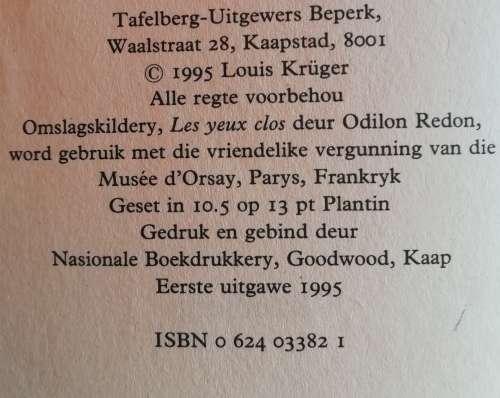 Tafelberg-Uitgewers Beperk,
Waalstraat 28, Kaapstad, 8001
© 1995 Louis Krüger
Alle regte voorbehou
Omslagskildery, Les yeux clos deur Odilon Redon,
word gebruik met die vriendelike vergunning van die
Musée d'Orsay, Parys, Frankryk
Geset in 10.5 op 13 pt Plantin
Gedruk en gebind deur
Nasionale Boekdrukkery, Goodwood, Kaap
Eerste uitgawe 1995
ISBN 0 624 03382 1